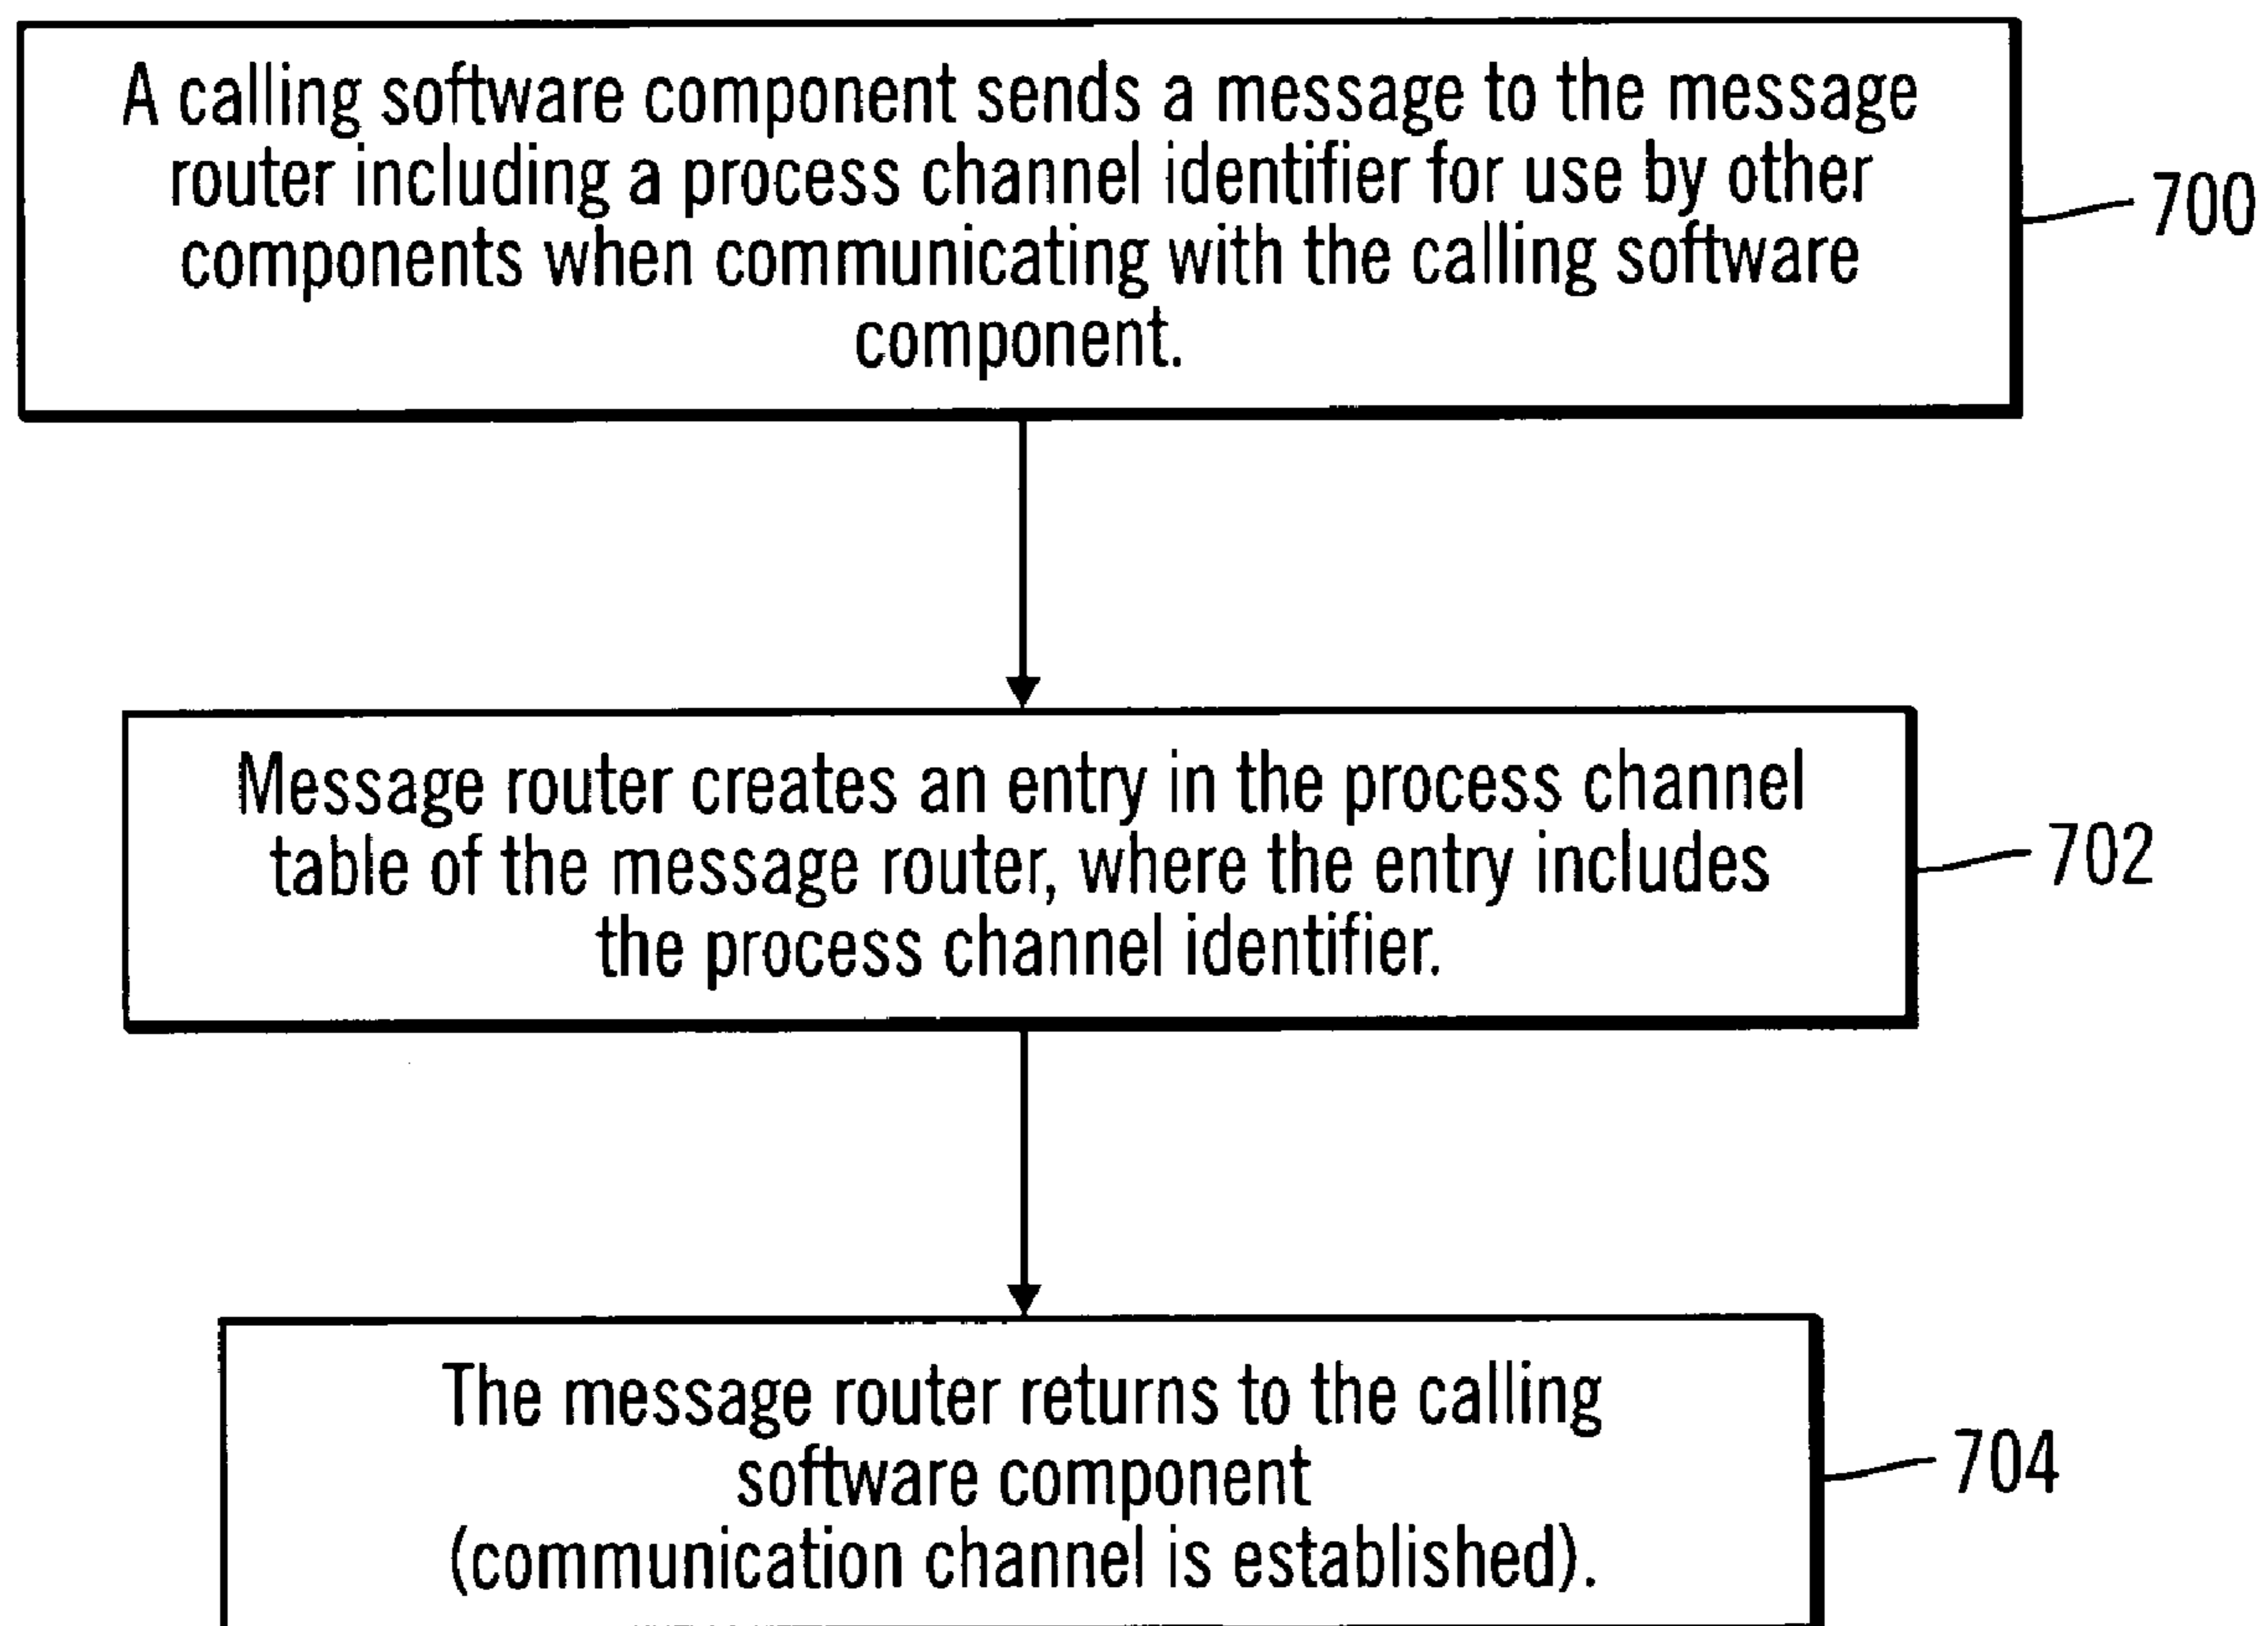 A calling software component sends a message to the message
router including a process channel identifier for use by other
components when communicating with the calling software
component.
700
Message router creates an entry in the process channel
table of the message router, where the entry includes
the process channel identifier.
702
The message router returns to the calling
software component
(communication channel is established).
704